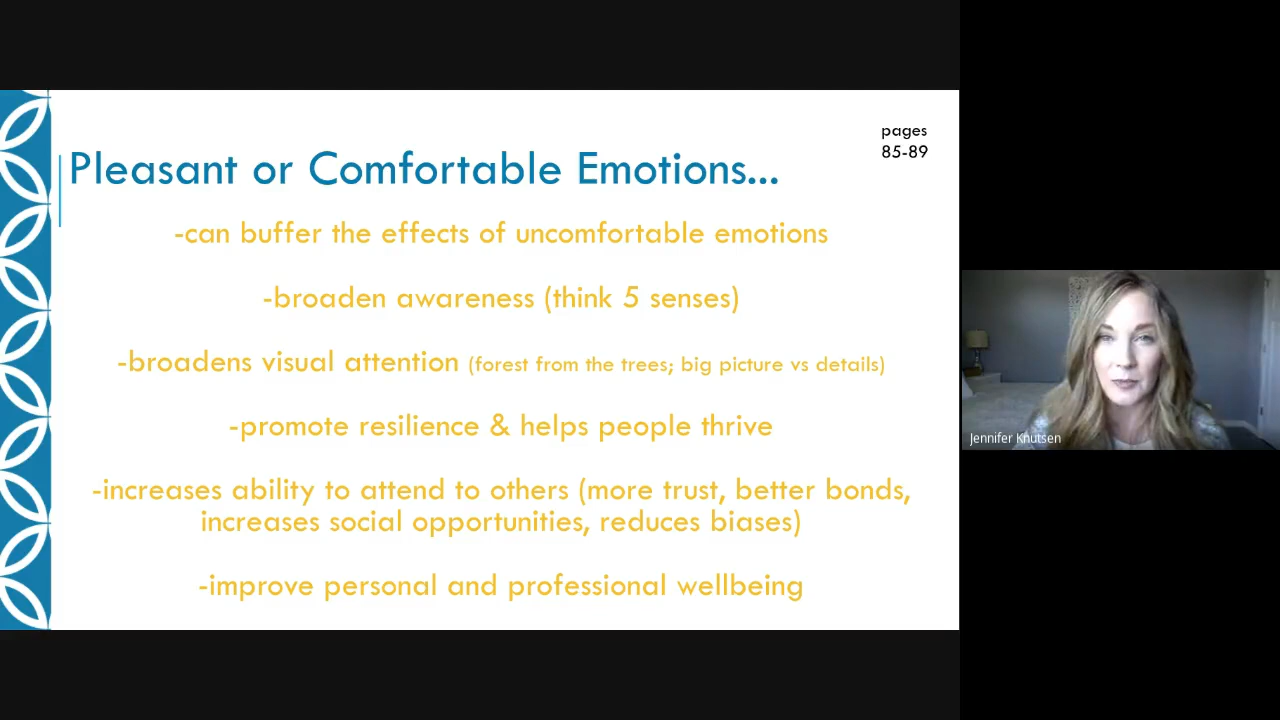 pages
85-89
Pleasant or Comfortable Emotions...
-can buffer the effects of uncomfortable emotions
-broaden awareness (think 5 senses)
-broadens visual attention (forest from the trees; big picture vs details)
-promote resilience & helps people thrive
-increases ability to attend to others (more trust, better bonds,
increases social opportunities, reduces biases)
-improve personal and professional wellbeing
Jennifer Knutsen